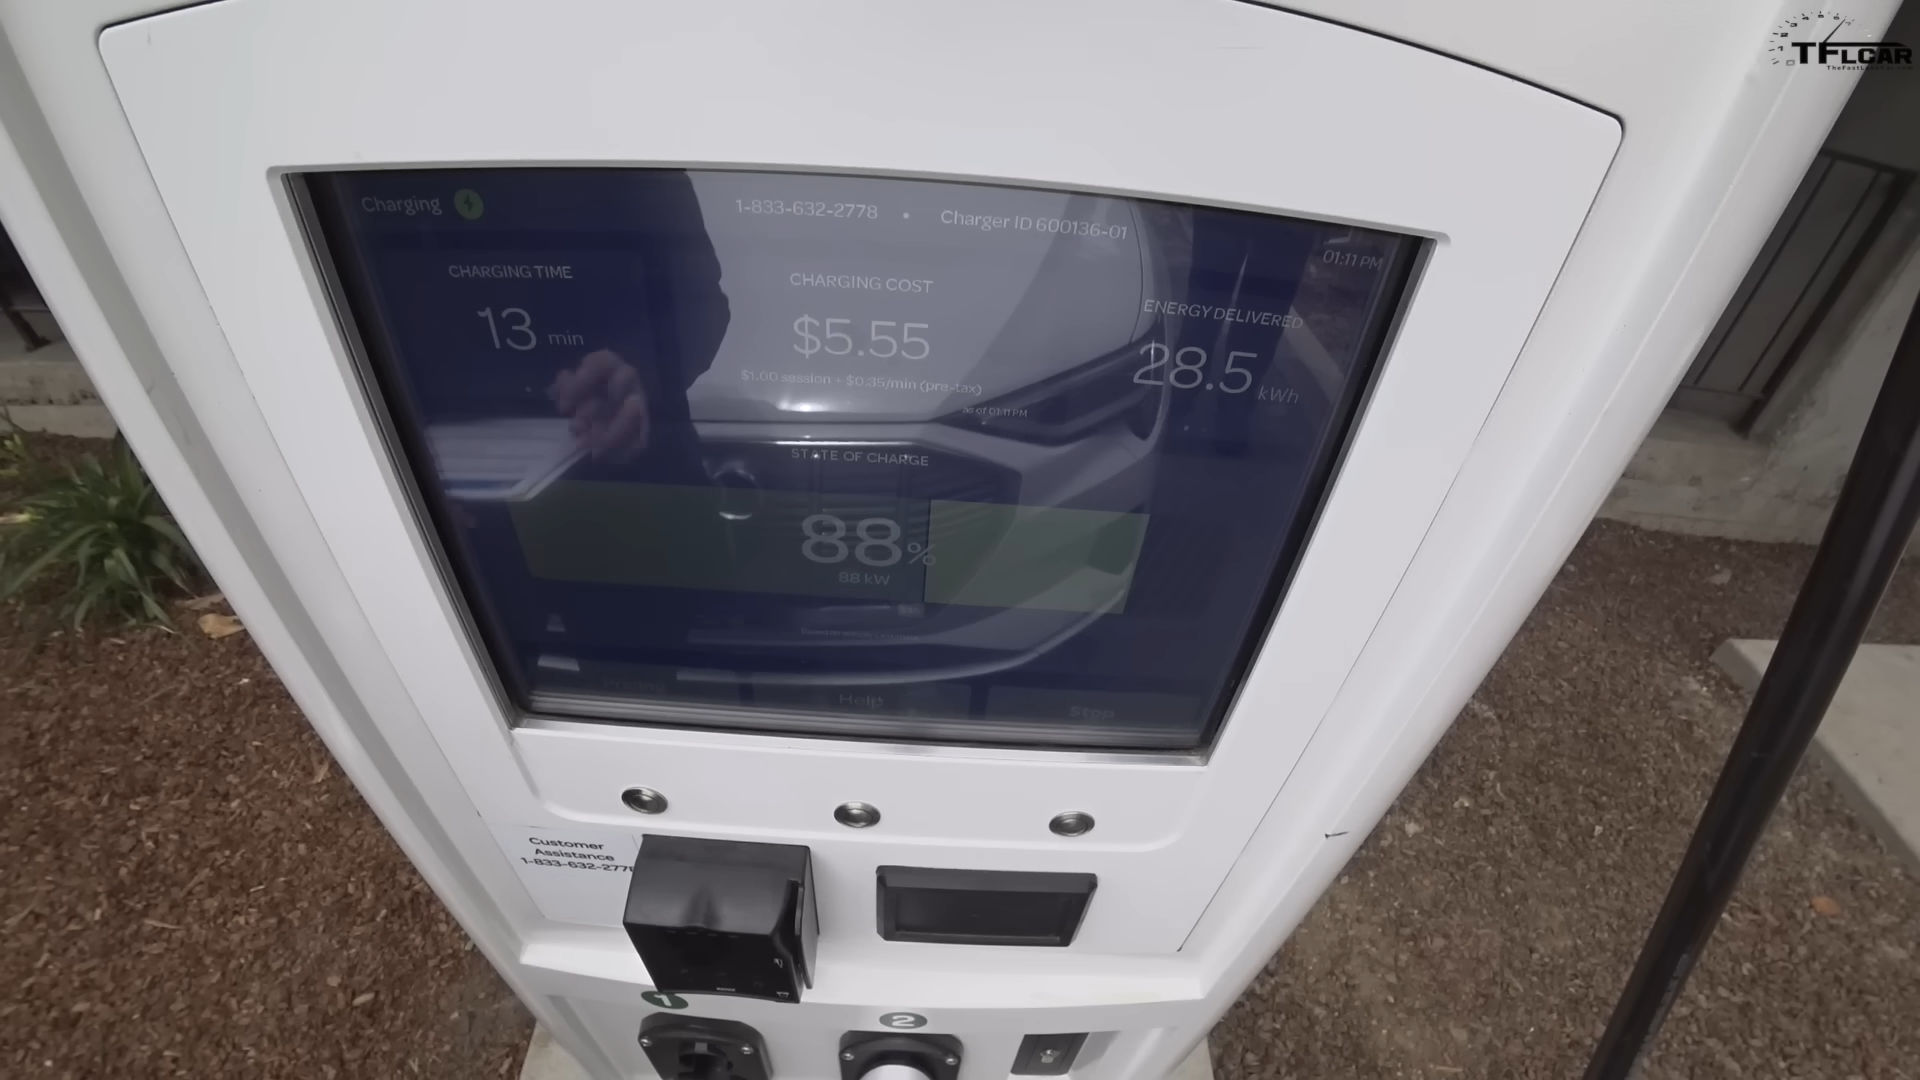 TFLCAR
Charging
1-833-632-2778 • Charger ID 600136-01
01:11 PM
CHARGING TIME
13 min
CHARGING COST
$5.55
$1.00 session + $0.35/min (pre-tax)
as of 01:11 PM
ENERGY DELIVERED
28.5 kWh
STATE OF CHARGE
88%
88 kW
Help
Stop
Customer
Assistance
1-833-632-277
1
2